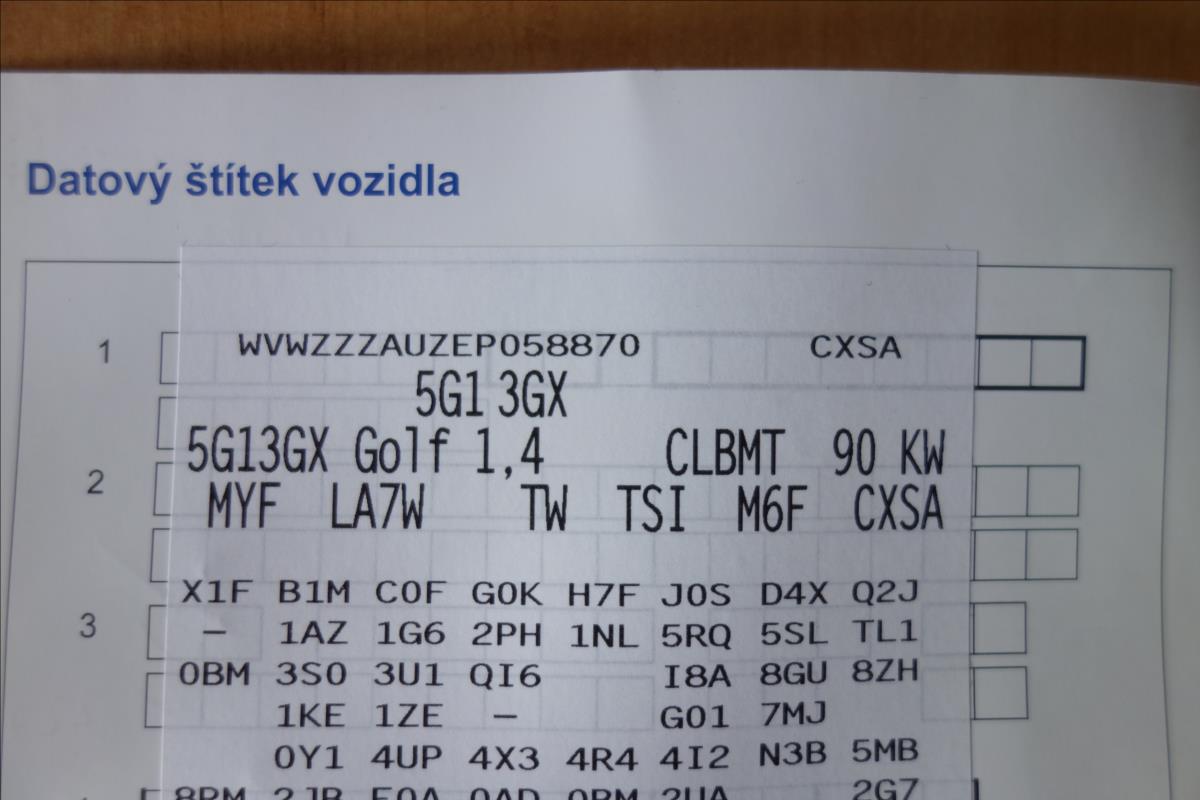 Datový štítek vozidla
1 WVWZZZAUZEP058870 CXSA
5G1 3GX
5G13GX Golf 1,4 CLBMT 90 KW
2
MYF LA7W TW TSI M6F CXSA
X1F B1M C0F G0K H7F J0S D4X Q2J
3 – 1AZ 1G6 2PH 1NL 5RQ 5SL TL1
0BM 3S0 3U1 QI6 I8A 8GU 8ZH
1KE 1ZE – G01 7MJ
0Y1 4UP 4X3 4R4 4I2 N3B 5MB
2G7